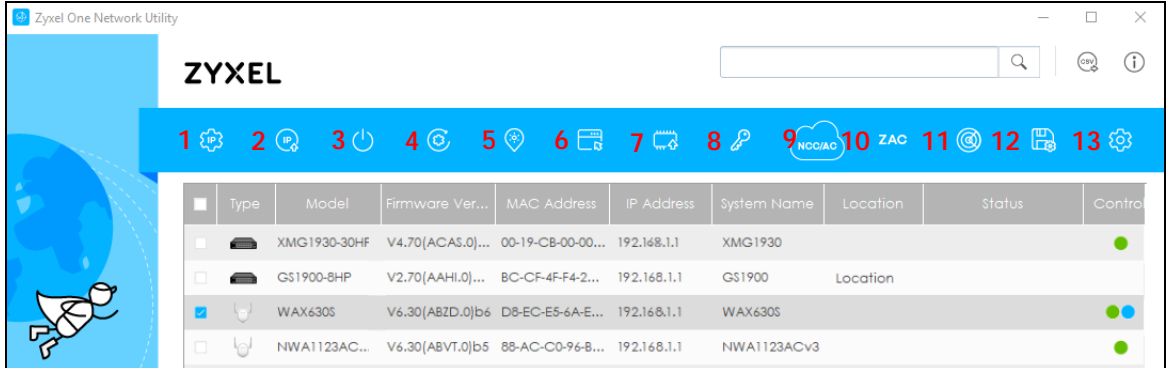 Zyxel One Network Utility
ZYXEL
CSV
1 IP 2 IP 3 4 5 6 7 8 9 NCC/AC 10 ZAC 11 12 13
Type Model Firmware Ver... MAC Address IP Address System Name Location Status Control
XMG1930-30HP V4.70(ACAS.0)... 00-19-CB-00-00... 192.168.1.1 XMG1930
GS1900-8HP V2.70(AAHI.0)... BC-CF-4F-F4-2... 192.168.1.1 GS1900 Location
WAX630S V6.30(ABZD.0)b6 D8-EC-E5-6A-E... 192.168.1.1 WAX630S
NWA1123AC... V6.30(ABVT.0)b5 88-AC-C0-96-B... 192.168.1.1 NWA1123ACv3